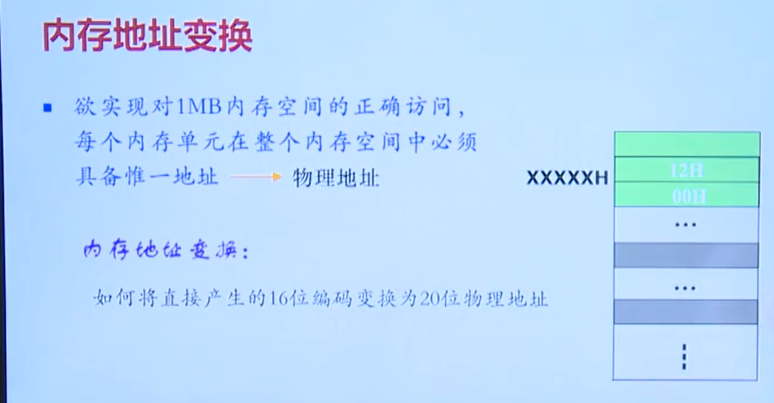 内存地址变换
欲实现对1MB内存空间的正确访问，
每个内存单元在整个内存空间中必须
具备惟一地址 物理地址
XXXXXH
12H
00H
...
内存地址变换：
如何将直接产生的16位编码变换为20位物理地址
...